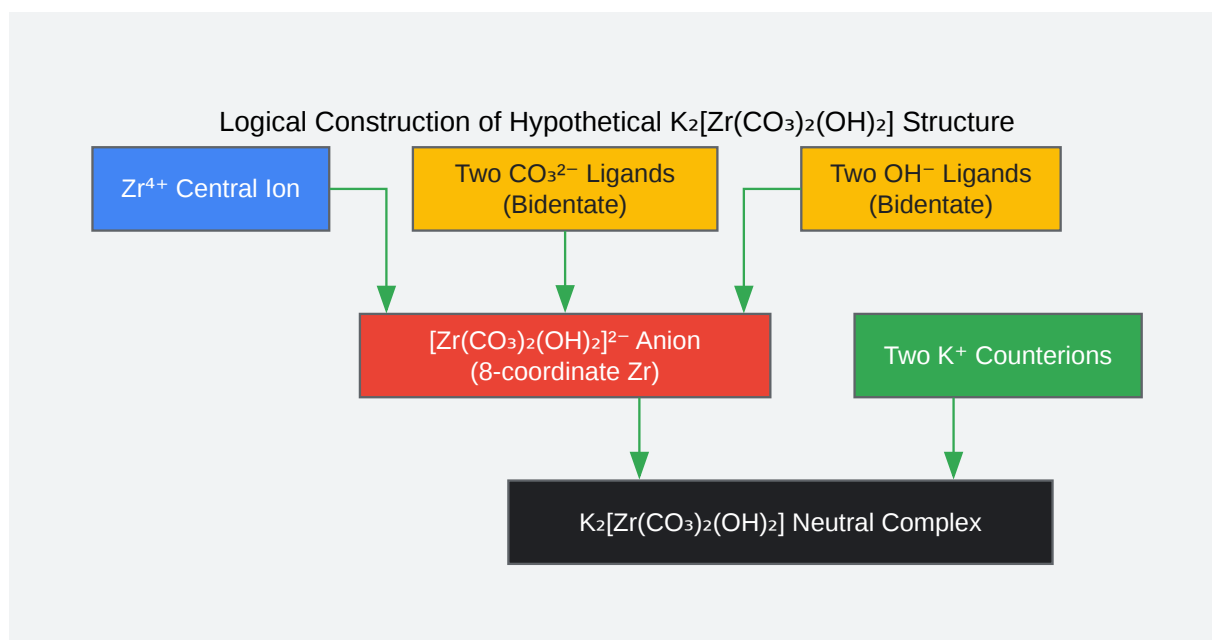 Logical Construction of Hypothetical K₂[Zr(CO₃)₂(OH)₂] Structure
Zr⁴⁺ Central Ion
Two CO₃²⁻ Ligands
(Bidentate)
Two OH⁻ Ligands
(Bidentate)
[Zr(CO₃)₂(OH)₂]²⁻ Anion
(8-coordinate Zr)
Two K⁺ Counterions
K₂[Zr(CO₃)₂(OH)₂] Neutral Complex